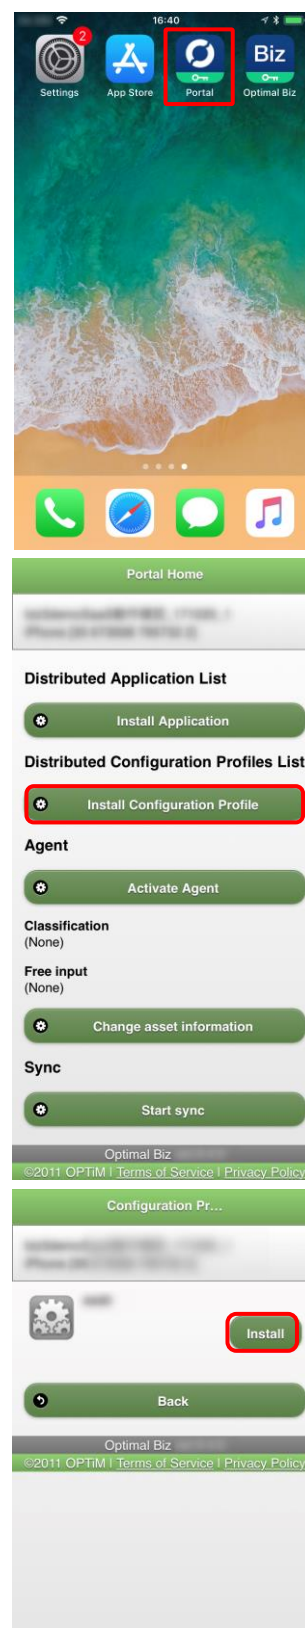 16:40
2
Biz
Settings
App Store
Portal
Optimal Biz
Portal Home
Distributed Application List
Install Application
Distributed Configuration Profiles List
Install Configuration Profile
Agent
Activate Agent
Classification
(None)
Free input
(None)
Change asset information
Sync
Start sync
Optimal Biz
©2011 OPTiM | Terms of Service | Privacy Policy
Configuration Pr...
Install
Back
Optimal Biz
©2011 OPTiM | Terms of Service | Privacy Policy